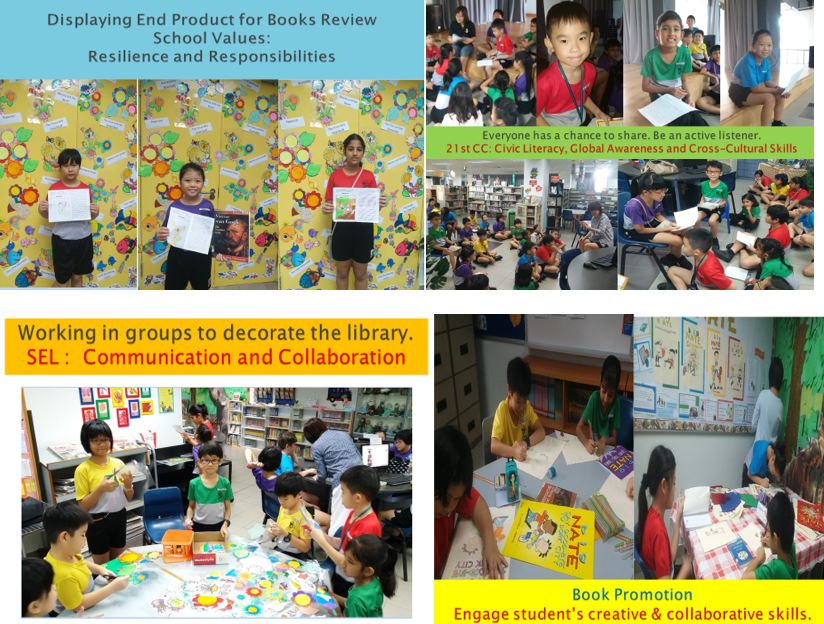 Displaying End Product for Books Review
School Values:
Resilience and Responsibilities
Everyone has a chance to share. Be an active listener.
21st CC: Civic Literacy, Global Awareness and Cross-Cultural Skills
Working in groups to decorate the library.
SEL : Communication and Collaboration
NATE
Book Promotion
Engage student's creative & collaborative skills.